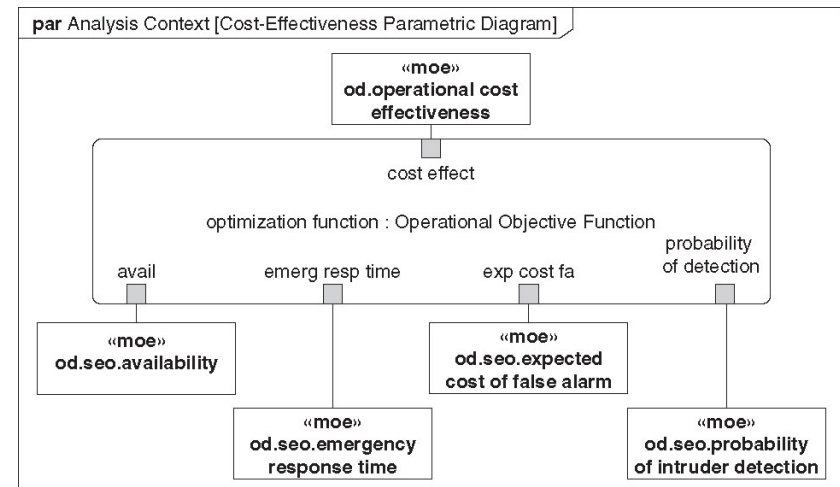 par Analysis Context [Cost-Effectiveness Parametric Diagram]
«moe»
od.operational cost
effectiveness
cost effect
optimization function : Operational Objective Function
avail
emerg resp time
exp cost fa
probability
of detection
«moe»
od.seo.availability
«moe»
od.seo.expected
cost of false alarm
«moe»
od.seo.emergency
response time
«moe»
od.seo.probability
of intruder detection